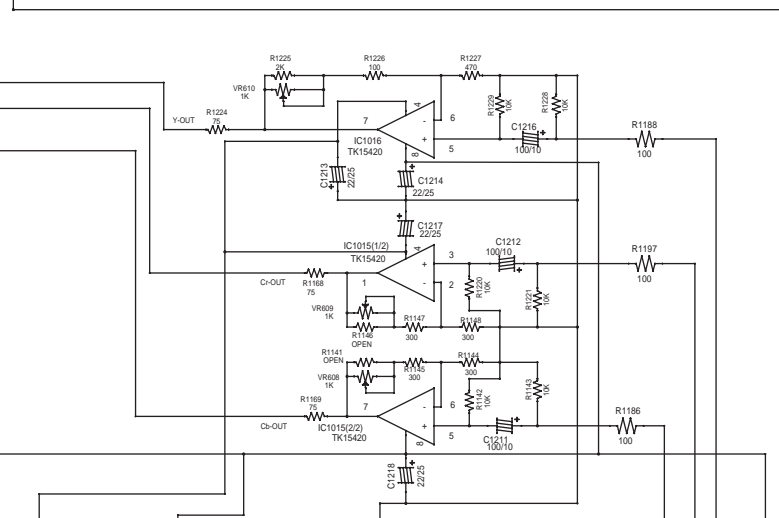 R1225
2K
R1226
100
R1227
470
VR610
1K
R1229
10K
R1228
10K
Y-OUT
R1224
75
7
4
-
6
+
5
8
IC1016
TK15420
C1216
100/10
R1188
100
C1213
22/25
C1214
22/25
C1217
22/25
IC1015(1/2)
TK15420
4
+
3
-
2
1
C1212
100/10
R1197
100
Cr-OUT
R1168
75
R1220
10K
R1221
10K
VR609
1K
R1146
OPEN
R1147
300
R1148
300
R1141
OPEN
R1145
300
R1144
300
VR608
1K
R1142
10K
R1143
10K
R1169
75
7
-
6
+
5
8
Cb-OUT
IC1015(2/2)
TK15420
C1211
100/10
R1186
100
C1218
22/25